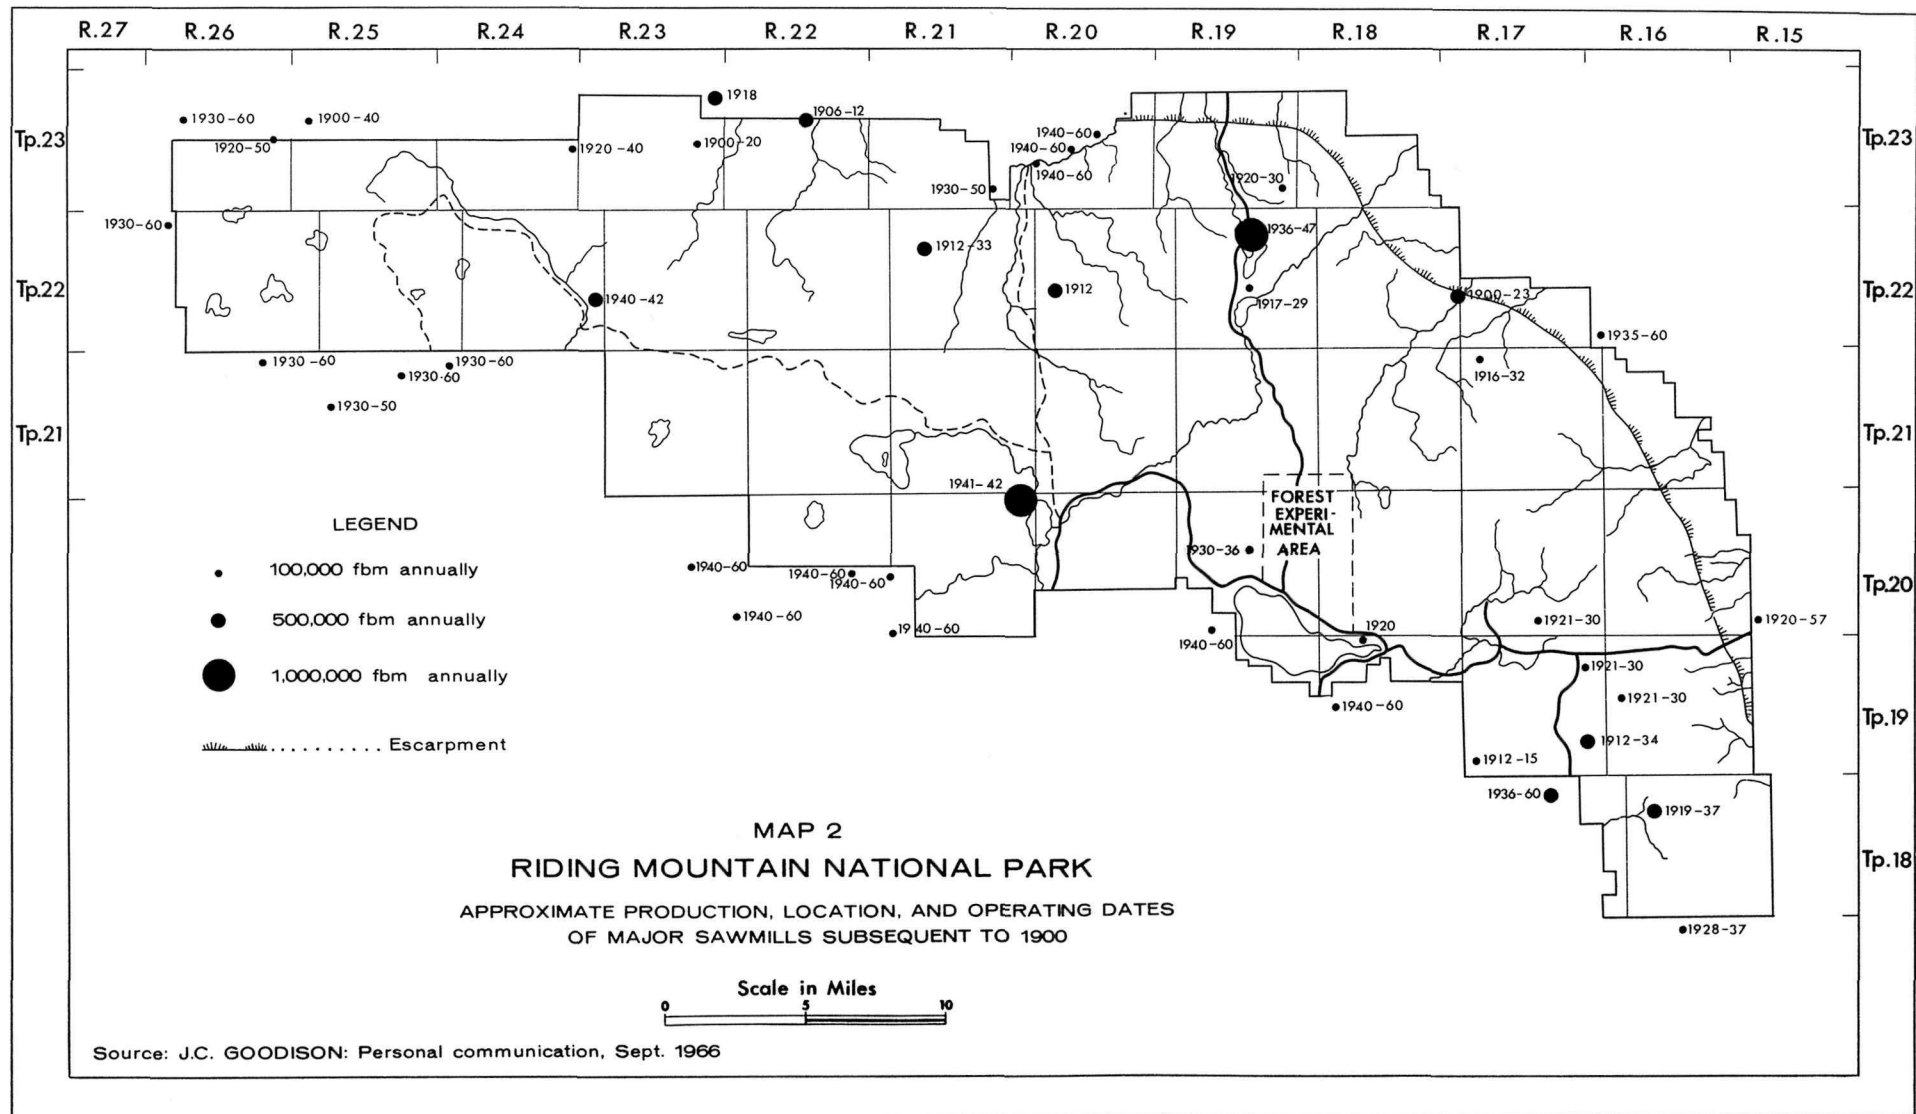 R.27 R.26 R.25 R.24 R.23 R.22 R.21 R.20 R.19 R.18 R.17 R.16 R.15
1918
1906-12
1930-60
1900-40
Tp.23
Tp.23
1920-50
1920-40
1900-20
1940-60
1940-60
1940-60
1930-50
1920-30
1930-60
1912-33
1936-47
Tp.22
Tp.22
1940-42
1912
1917-29
1900-23
1935-60
1930-60
1930-60
1930-60
1916-32
1930-50
Tp.21
Tp.21
1941-42
FOREST
EXPERI-
MENTAL
AREA
LEGEND
100,000 fbm annually
500,000 fbm annually
1,000,000 fbm annually
Escarpment
1930-36
1940-60
1940-60
1940-60
Tp.20
Tp.20
1940-60
1940-60
1940-60
1920
1921-30
1920-57
1921-30
1921-30
1940-60
Tp.19
Tp.19
1912-34
1912-15
1936-60
1919-37
Tp.18
Tp.18
1928-37
MAP 2
RIDING MOUNTAIN NATIONAL PARK
APPROXIMATE PRODUCTION, LOCATION, AND OPERATING DATES
OF MAJOR SAWMILLS SUBSEQUENT TO 1900
Scale in Miles
0 5 10
Source: J.C. GOODISON: Personal communication, Sept. 1966